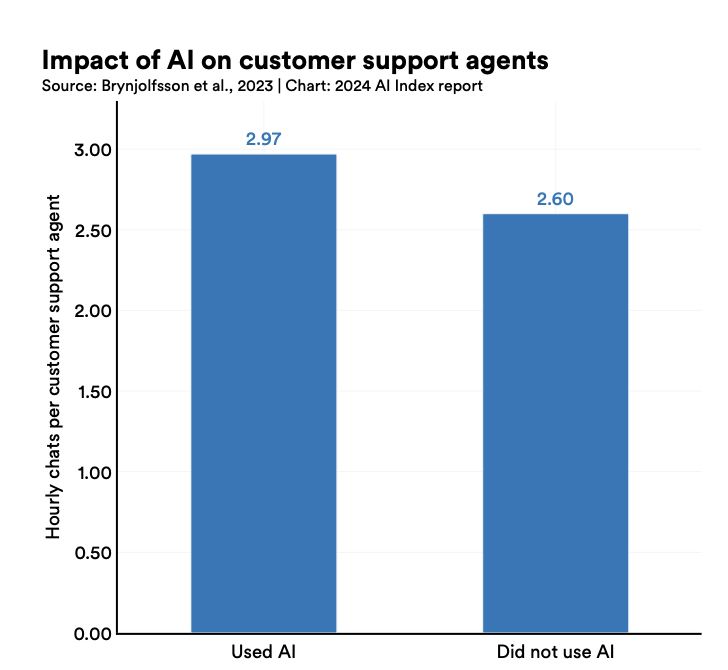 Impact of AI on customer support agents
Source: Brynjolfsson et al., 2023 | Chart: 2024 AI Index report
Hourly chats per customer support agent
3.00
2.50
2.00
1.50
1.00
0.50
0.00
2.97
2.60
Used AI
Did not use AI